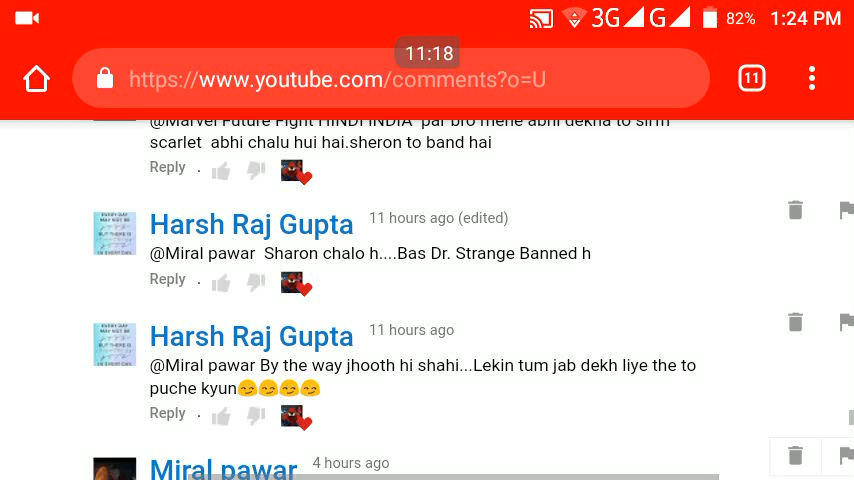 3G G 82% 1:24 PM
11:18
https://www.youtube.com/comments?o=U 11
@Marvel Future Fight HINDI INDIA par bro mene abhi dekha to sirf
scarlet abhi chalu hui hai.sheron to band hai
Reply .
Harsh Raj Gupta 11 hours ago (edited)
@Miral pawar Sharon chalo h....Bas Dr. Strange Banned h
Reply .
Harsh Raj Gupta 11 hours ago
@Miral pawar By the way jhooth hi shahi...Lekin tum jab dekh liye the to
puche kyun😏😏😏😏
Reply .
Miral pawar 4 hours ago